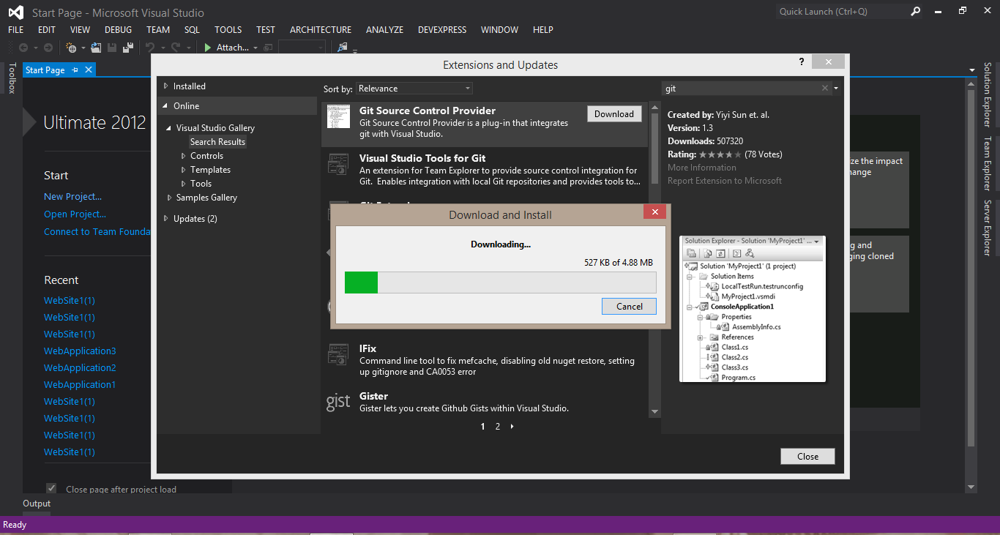 Start Page - Microsoft Visual Studio
Quick Launch (Ctrl+Q)
FILE EDIT VIEW DEBUG TEAM SQL TOOLS TEST ARCHITECTURE ANALYZE DEVEXPRESS WINDOW HELP
Attach...
Toolbox
Start Page
Ultimate 2012
Start
New Project...
Open Project...
Connect to Team Founda
Recent
WebSite1(1)
WebSite1(1)
WebSite1(1)
WebApplication3
WebApplication2
WebApplication1
WebSite1(1)
WebSite1(1)
WebSite1(1)
WebSite1(1)
Close page after project load
Extensions and Updates
?
Installed
Online
Visual Studio Gallery
Search Results
Controls
Templates
Tools
Samples Gallery
Updates (2)
Sort by: Relevance
Git Source Control Provider
Git Source Control Provider is a plug-in that integrates
git with Visual Studio.
Download
Visual Studio Tools for Git
An extension for Team Explorer to provide source control integration for
Git. Enables integration with local Git repositories and provides tools to...
Download and Install
Downloading...
527 KB of 4.88 MB
Cancel
IFix
Command line tool to fix mefcache, disabling old nuget restore, setting
up gitignore and CA0053 error
gist
Gister
Gister lets you create Github Gists within Visual Studio.
1 2
git
Created by: Yiyi Sun et. al.
Version: 1.3
Downloads: 507320
Rating: (78 Votes)
More Information
Report Extension to Microsoft
Solution Explorer - Solution 'MyProject1' ...
Solution 'MyProject1' (1 project)
Solution Items
LocalTestRun.testrunconfig
MyProject1.vsmdi
ConsoleApplication1
Properties
AssemblyInfo.cs
References
Class1.cs
Class2.cs
Class3.cs
Program.cs
Close
the impact
and
cloned
Solution Explorer
Team Explorer
Server Explorer
Output
Ready